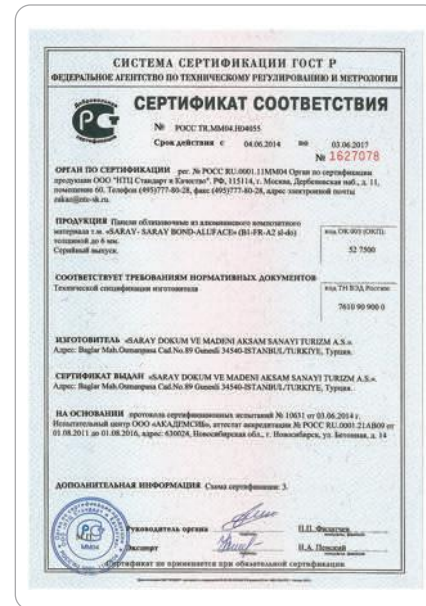 СИСТЕМА СЕРТИФИКАЦИИ ГОСТ Р
ФЕДЕРАЛЬНОЕ АГЕНТСТВО ПО ТЕХНИЧЕСКОМУ РЕГУЛИРОВАНИЮ И МЕТРОЛОГИИ
Добровольная
СЕРТИФИКАТ СООТВЕТСТВИЯ
№ РОСС TR.MM04.H04055
Срок действия с 04.06.2014 по 03.06.2017
№ 1627078
ОРГАН ПО СЕРТИФИКАЦИИ рег. № РОСС RU.0001.11ММ04 Орган по сертификации
продукции ООО "НТЦ Стандарт и Качество". РФ, 115114, г. Москва, Дербеневская наб., д. 11,
помещение 60, Телефон (495)777-80-28, факс (495)777-80-28, адрес электронной почты
zakaz@ntc-sk.ru.
ПРОДУКЦИЯ Панели облицовочные из алюминиевого композитного
материала т.м. «SARAY- SARAY BOND-ALUFACE» (B1-FR-A2 sl-do)
толщиной до 6 мм.
Серийный выпуск.
код ОК 005 (ОКП):
52 7500
СООТВЕТСТВУЕТ ТРЕБОВАНИЯМ НОРМАТИВНЫХ ДОКУМЕНТОВ
Технической спецификации изготовителя
код ТН ВЭД России:
7610 90 900 0
ИЗГОТОВИТЕЛЬ «SARAY DOKUM VE MADENI AKSAM SANAYI TURIZM A.S.».
Адрес: Baglar Mah.Osmanpasa Cad.No.89 Gunesli 34540-ISTANBUL/TURKIYE, Турция.
СЕРТИФИКАТ ВЫДАН «SARAY DOKUM VE MADENI AKSAM SANAYI TURIZM A.S.».
Адрес: Baglar Mah.Osmanpasa Cad.No.89 Gunesli 34540-ISTANBUL/TURKIYE, Турция.
НА ОСНОВАНИИ протокола сертификационных испытаний № 10631 от 03.06.2014 г.
Испытательный центр ООО «АКАДЕМСИБ», аттестат аккредитации № РОСС RU.0001.21АВ09 от
01.08.2011 до 01.08.2016, адрес: 630024, Новосибирская обл., г. Новосибирск, ул. Бетонная, д. 14
ДОПОЛНИТЕЛЬНАЯ ИНФОРМАЦИЯ Схема сертификации: 3.
Руководитель органа
П.П. Филатчев
Эксперт
Н.А.
ММ04
Сертификат не применяется при обязательной сертификации